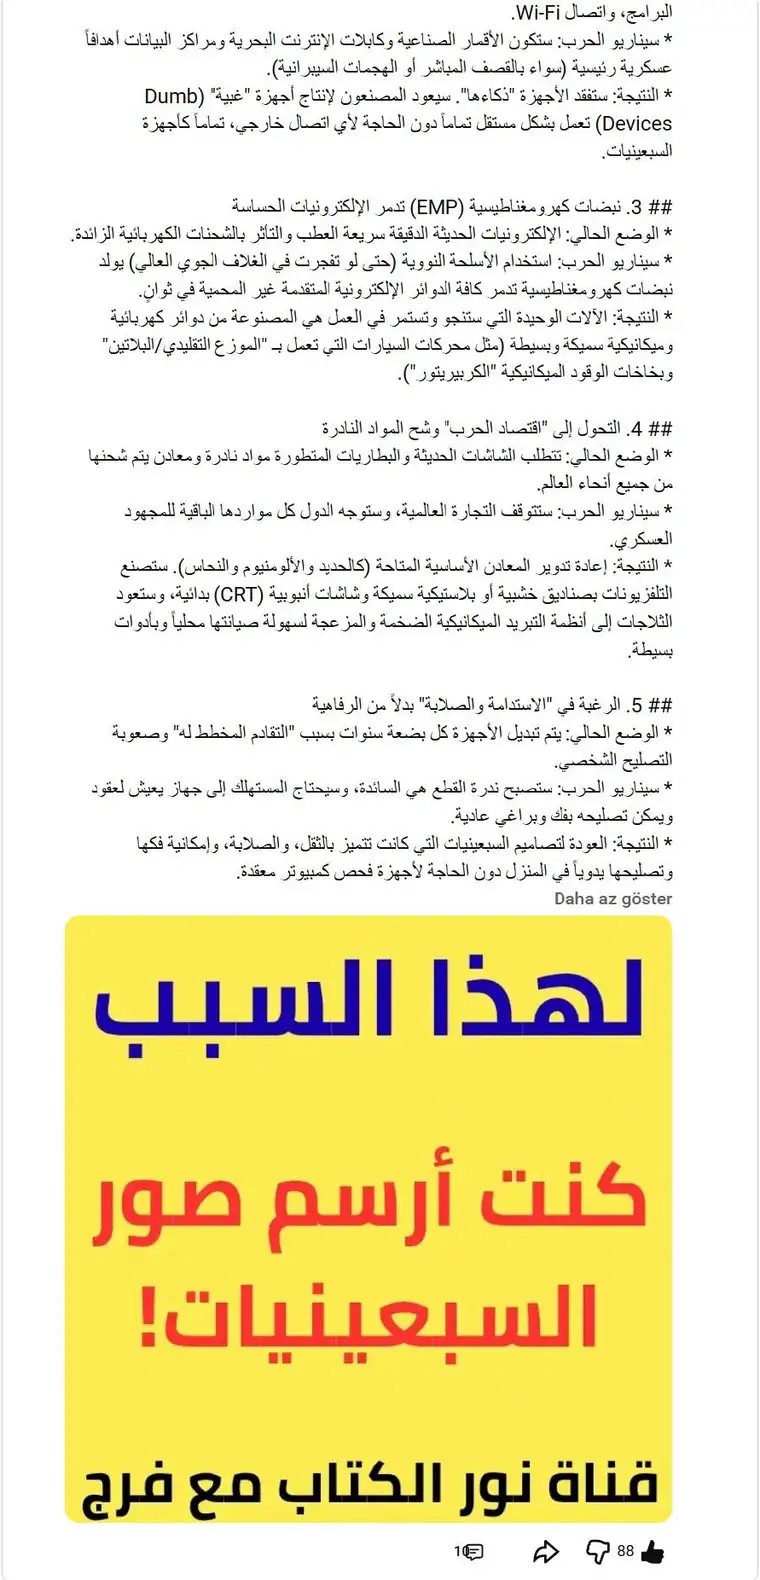 البرامج، واتصال Wi-Fi.
* سيناريو الحرب: ستكون الأقمار الصناعية وكابلات الإنترنت البحرية ومراكز البيانات أهدافاً
عسكرية رئيسية (سواء بالقصف المباشر أو الهجمات السيبرانية).
* النتيجة: ستفقد الأجهزة "ذكاءها". سيعود المصنعون لإنتاج أجهزة "غبية" (Dumb
Devices) تعمل بشكل مستقل تماماً دون الحاجة لأي اتصال خارجي، تماماً كأجهزة
السبعينيات.
## 3. نبضات كهرومغناطيسية (EMP) تدمر الإلكترونيات الحساسة
* الوضع الحالي: الإلكترونيات الحديثة الدقيقة سريعة العطب والتأثر بالشحنات الكهربائية الزائدة.
* سيناريو الحرب: استخدام الأسلحة النووية (حتى لو تفجرت في الغلاف الجوي العالي) يولد
نبضات كهرومغناطيسية تدمر كافة الدوائر الإلكترونية المتقدمة غير المحمية في ثوانٍ.
* النتيجة: الآلات الوحيدة التي ستنجو وتستمر في العمل هي المصنوعة من دوائر كهربائية
وميكانيكية سميكة وبسيطة (مثل محركات السيارات التي تعمل بـ "الموزع التقليدي/البلاتين"
وبخاخات الوقود الميكانيكية "الكربيريتور").
## 4. التحول إلى "اقتصاد الحرب" وشح المواد النادرة
* الوضع الحالي: تتطلب الشاشات الحديثة والبطاريات المتطورة مواد نادرة ومعادن يتم شحنها
من جميع أنحاء العالم.
* سيناريو الحرب: ستتوقف التجارة العالمية، وستوجه الدول كل مواردها الباقية للمجهود
العسكري.
* النتيجة: إعادة تدوير المعادن الأساسية المتاحة (كالحديد والألومنيوم والنحاس). ستصنع
التلفزيونات بصناديق خشبية أو بلاستيكية سميكة وشاشات أنبوبية (CRT) بدائية، وستعود
الثلاجات إلى أنظمة التبريد الميكانيكية الضخمة والمزعجة لسهولة صيانتها محلياً وبأدوات
بسيطة.
## 5. الرغبة في "الاستدامة والصلابة" بدلاً من الرفاهية
* الوضع الحالي: يتم تبديل الأجهزة كل بضعة سنوات بسبب "التقادم المخطط له" وصعوبة
التصليح الشخصي.
* سيناريو الحرب: ستصبح ندرة القطع هي السائدة، وسيحتاج المستهلك إلى جهاز يعيش لعقود
ويمكن تصليحه بفك وبراغي عادية.
* النتيجة: العودة لتصاميم السبعينيات التي كانت تتميز بالثقل، والصلابة، وإمكانية فكها
وتصليحها يدوياً في المنزل دون الحاجة لأجهزة فحص كمبيوتر معقدة.
Daha az göster
لهذا السبب
كنت أرسم صور
السبعينيات!
قناة نور الكتاب مع فرج
88